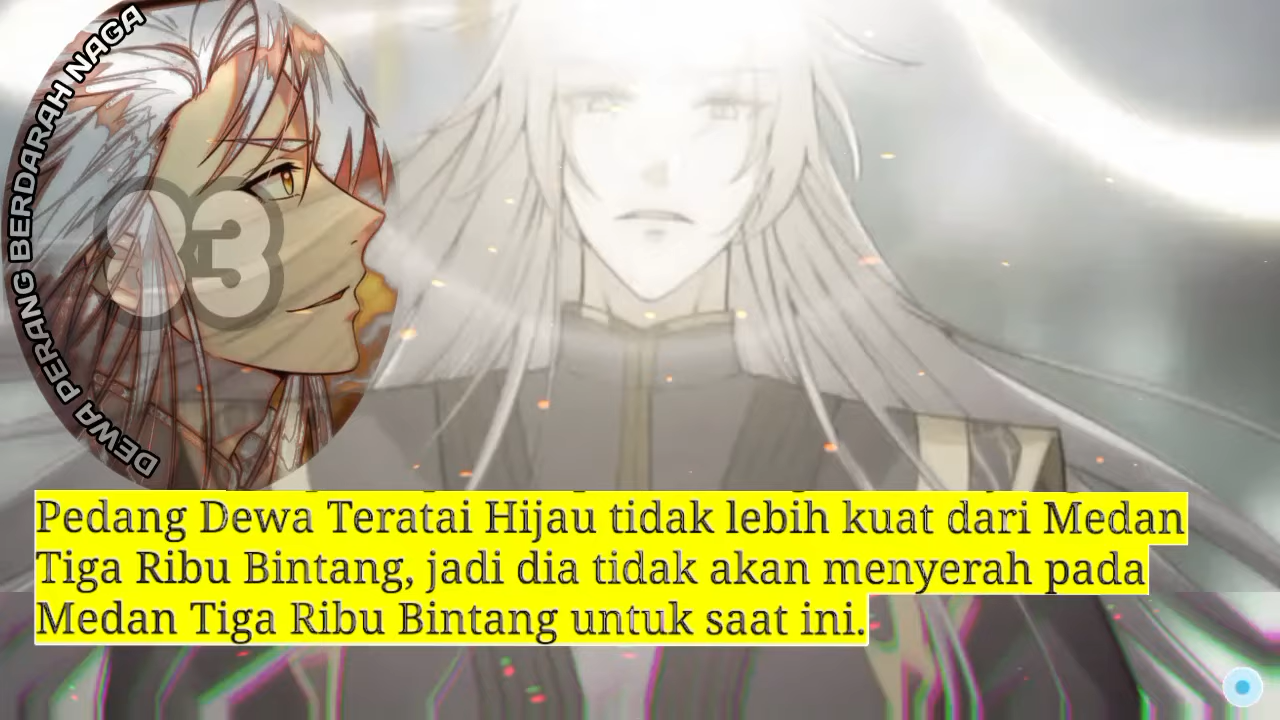 DEWA PERANG BERDARAH NAGA
Pedang Dewa Teratai Hijau tidak lebih kuat dari Medan
Tiga Ribu Bintang, jadi dia tidak akan menyerah pada
Medan Tiga Ribu Bintang untuk saat ini.